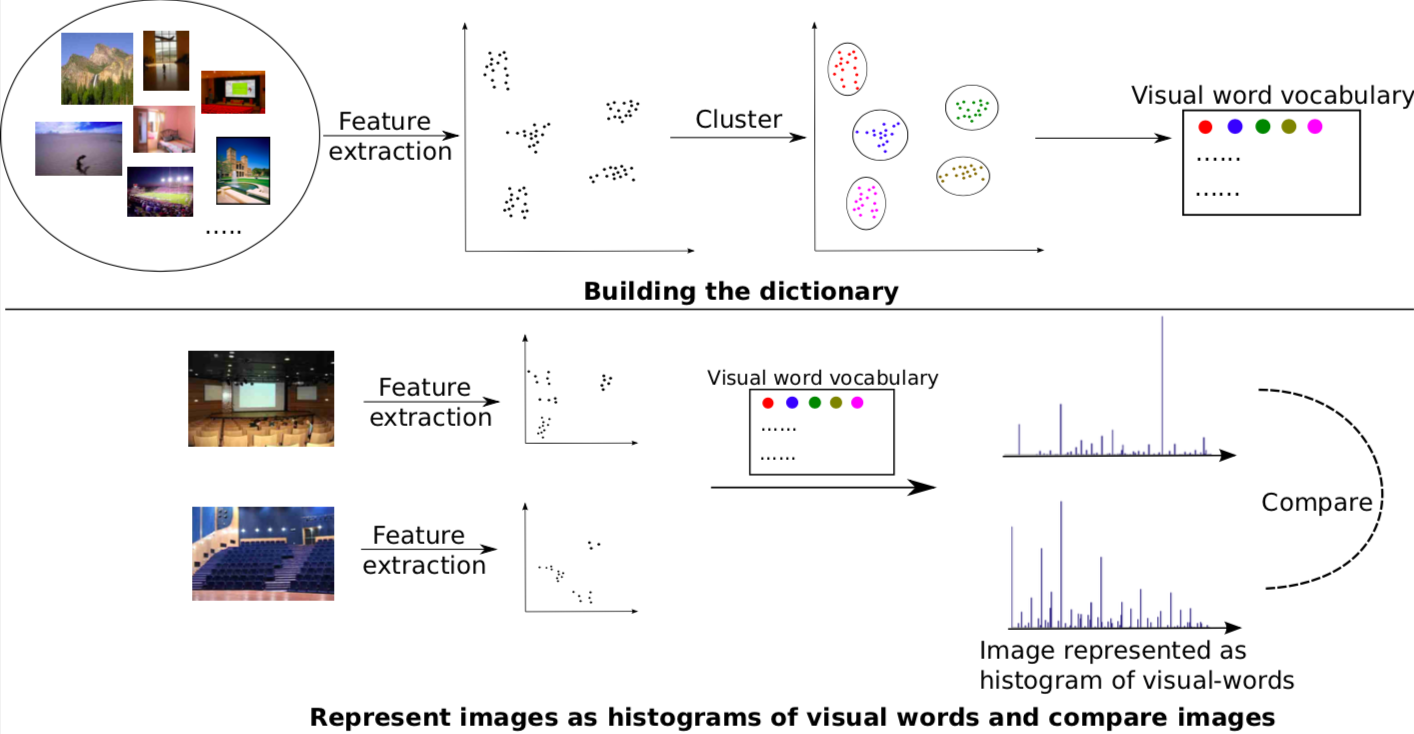 .....
Feature
extraction
Cluster
Visual word vocabulary
......
......
Building the dictionary
Feature
extraction
Feature
extraction
Visual word vocabulary
......
......
Compare
Image represented as
histogram of visual-words
Represent images as histograms of visual words and compare images